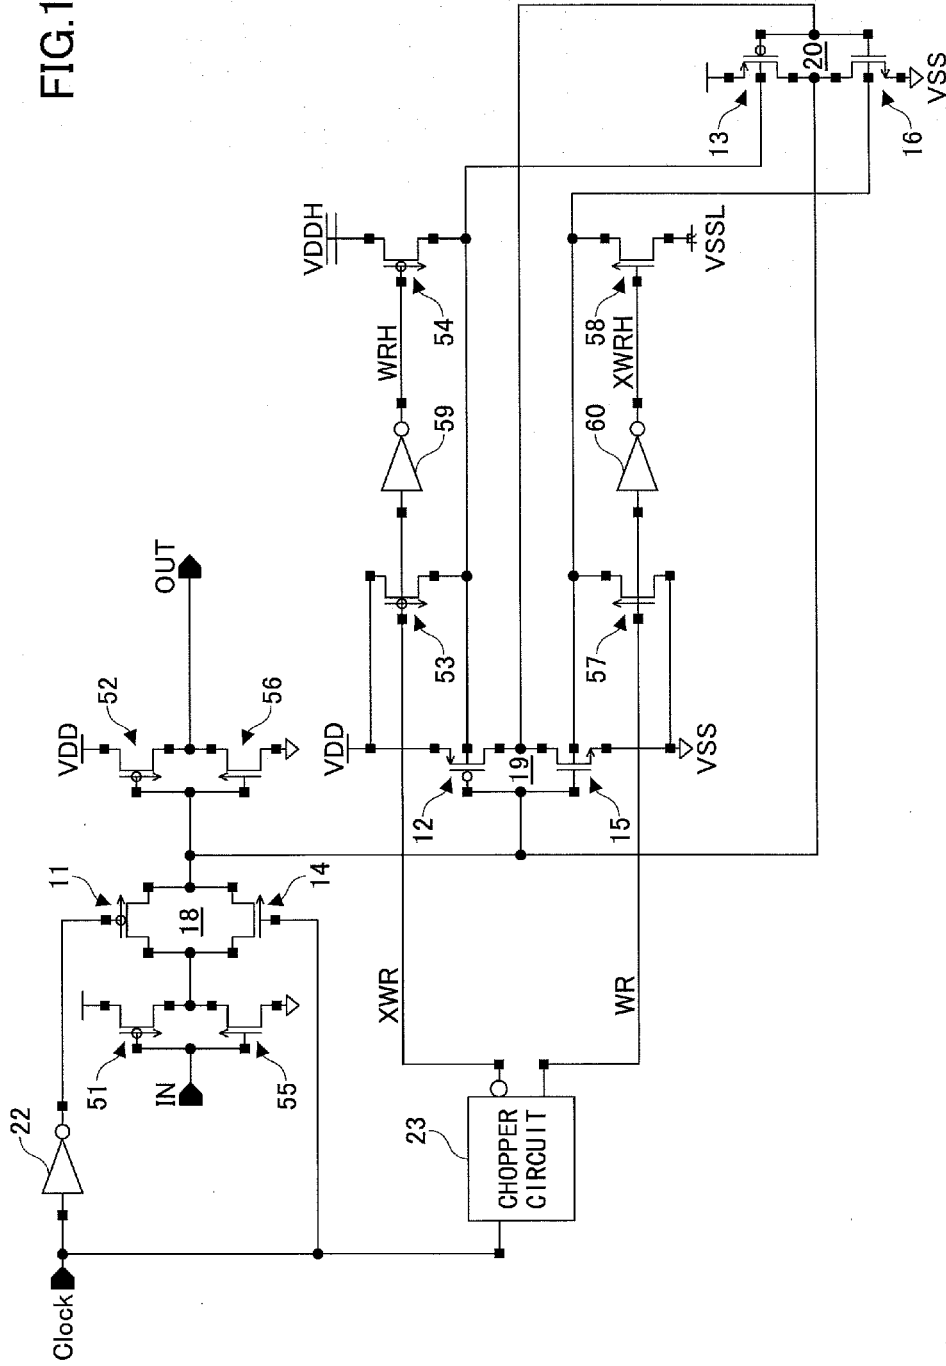 FIG.1
Clock
22
IN
51
55
11
18
14
VDD
52
56
OUT
23
CHOPPER
CIRCUIT
XWR
WR
VDD
12
19
15
VSS
53
57
59
60
WRH
XWRH
VDDH
54
58
VSSL
13
20
16
VSS